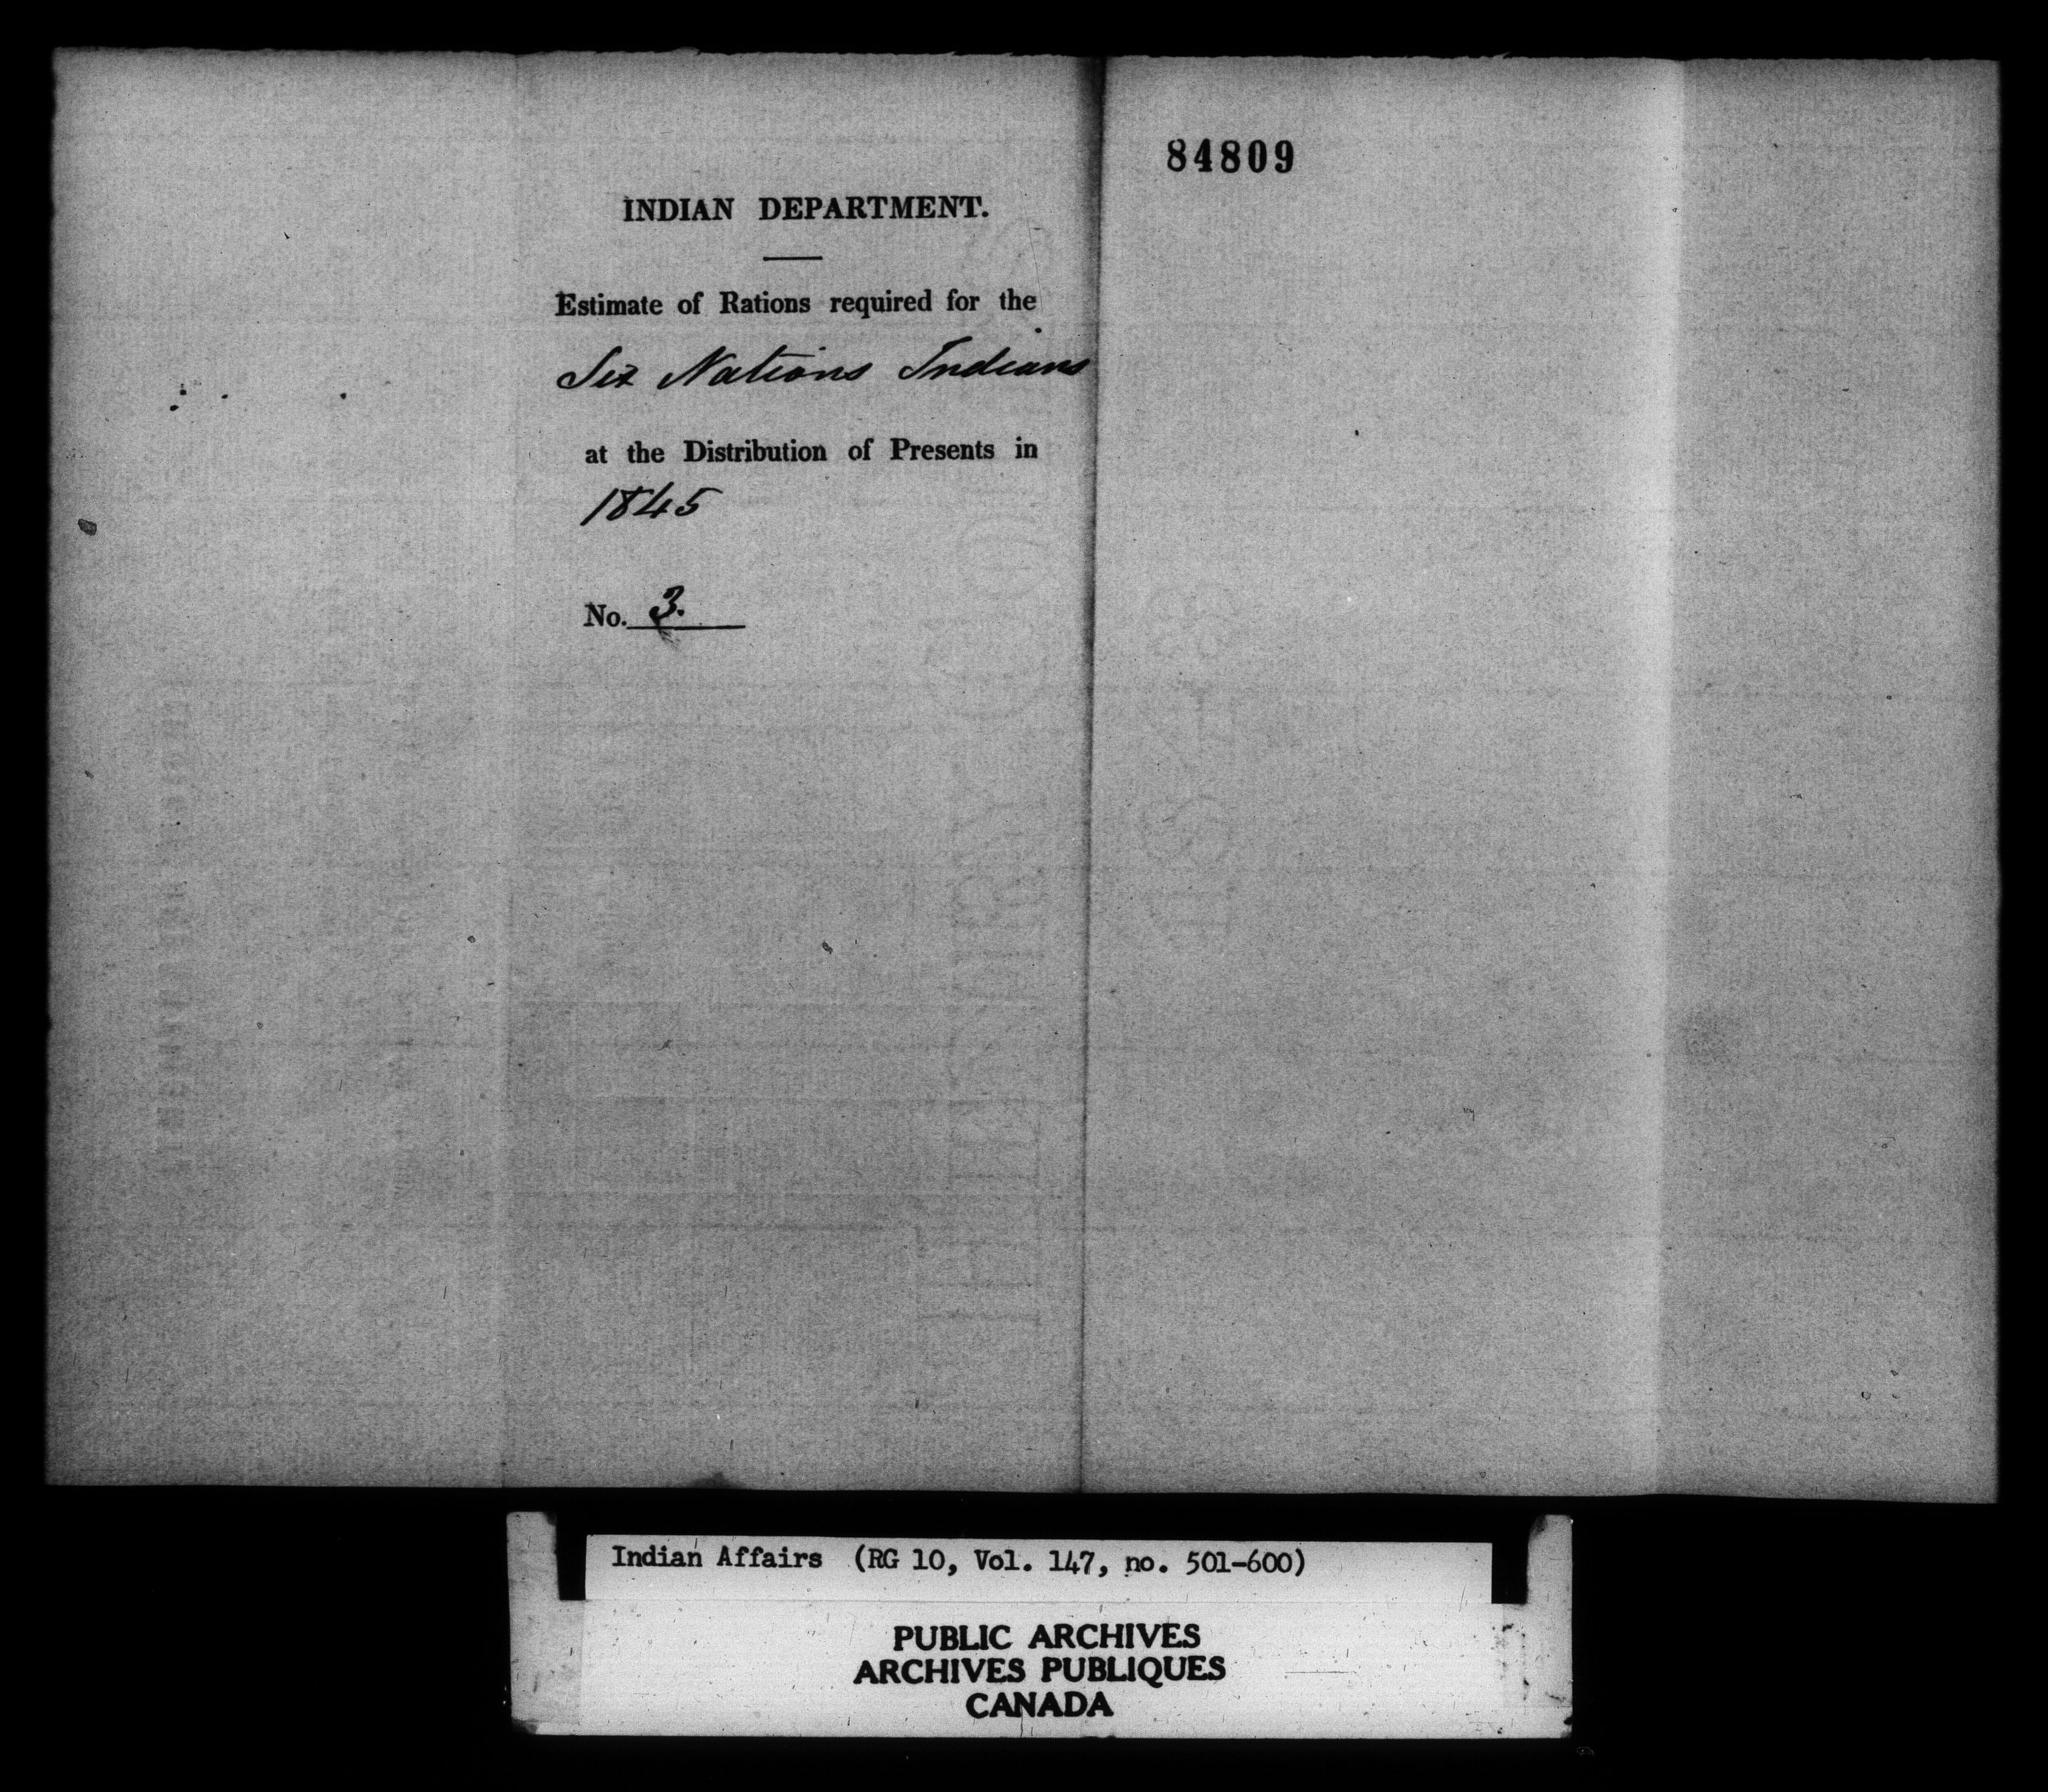 84809
INDIAN DEPARTMENT.
Estimate of Rations required for the
Six Nations Indians
at the Distribution of Presents in
1845
No. 3.
Indian Affairs (RG 10, Vol. 147, no. 501-600)
PUBLIC ARCHIVES
ARCHIVES PUBLIQUES
CANADA